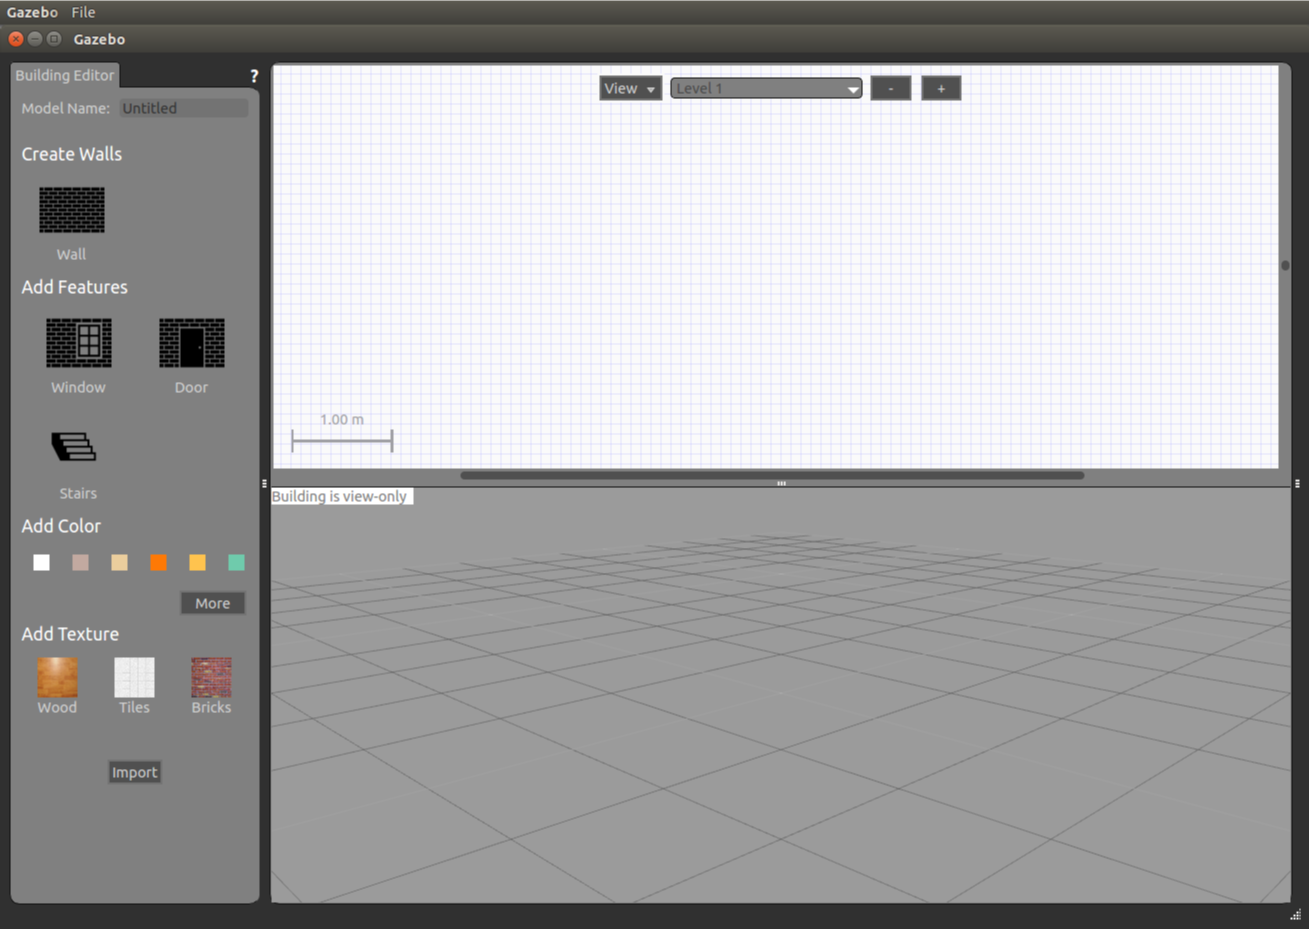 Gazebo File
Gazebo
Building Editor
?
Model Name: Untitled
Create Walls
Wall
Add Features
Window Door
Stairs
Add Color
More
Add Texture
Wood Tiles Bricks
Import
View Level 1 - +
1.00 m
Building is view-only